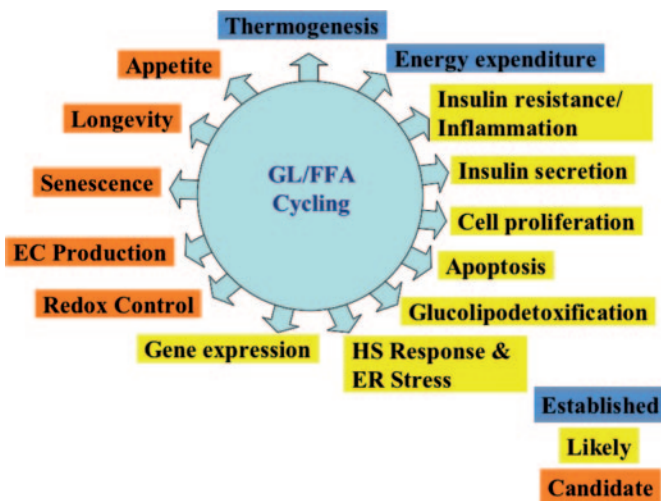 Thermogenesis
Energy expenditure
Appetite
Insulin resistance/
Inflammation
Longevity
Insulin secretion
Senescence
GL/FFA
Cycling
Cell proliferation
EC Production
Apoptosis
Redox Control
Glucolipodetoxification
Gene expression
HS Response &
ER Stress
Established
Likely
Candidate